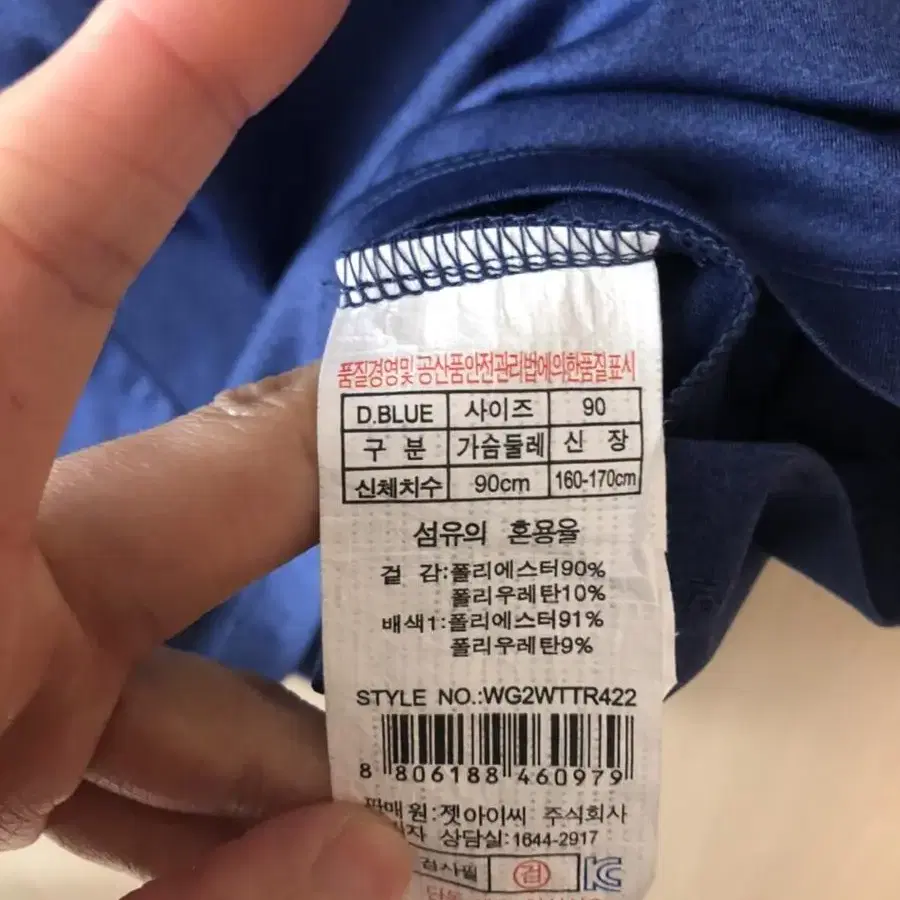 품질경영및 공산품안전관리법에의한품질표시
D.BLUE 사이즈 90
구 분 가슴둘레 신 장
신체치수 90cm 160-170cm
섬유의 혼용율
겉 감:폴리에스터90%
폴리우레탄10%
배색1:폴리에스터91%
폴리우레탄9%
STYLE NO.:WG2WTTR422
8 806188 460979
판매원:젯아이씨 주식회사
상담실:1644-2917
검사필 검